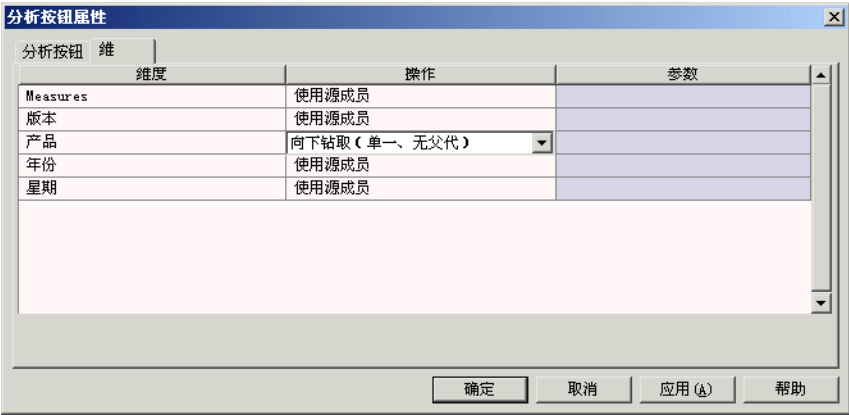 分析按钮属性
分析按钮 维
维度 操作 参数
Measures 使用源成员
版本 使用源成员
产品 向下钻取(单一、无父代)
年份 使用源成员
星期 使用源成员
确定 取消 应用(A) 帮助